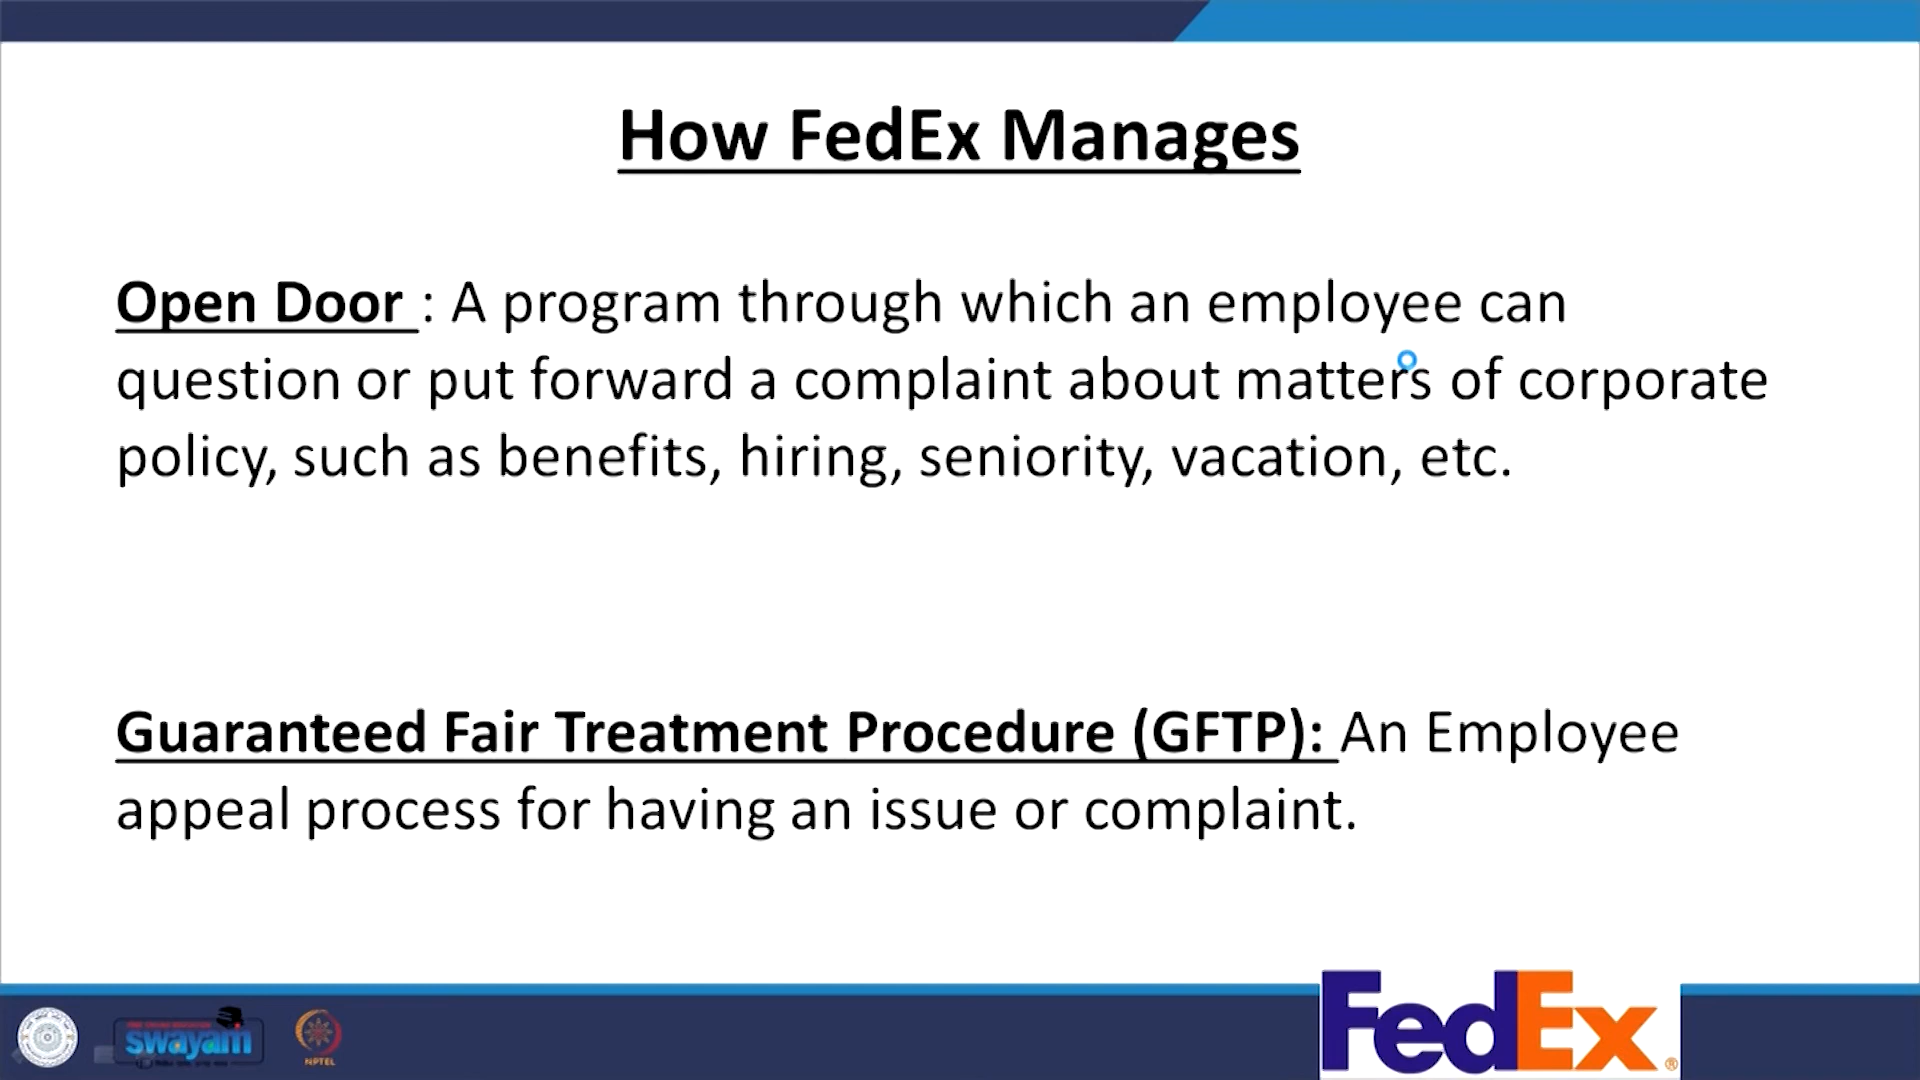 How FedEx Manages
Open Door : A program through which an employee can
question or put forward a complaint about matters of corporate
policy, such as benefits, hiring, seniority, vacation, etc.
Guaranteed Fair Treatment Procedure (GFTP): An Employee
appeal process for having an issue or complaint.
swayam
NPTEL
FedEx®